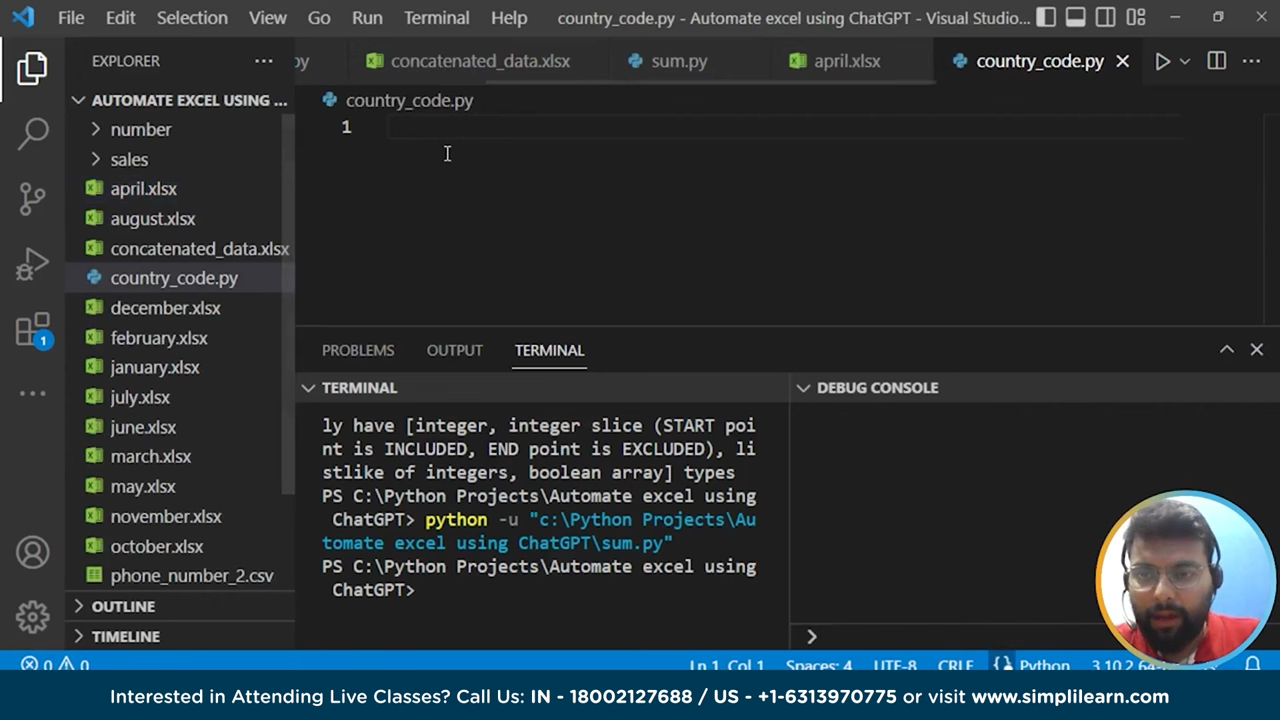 File Edit Selection View Go Run Terminal Help country_code.py - Automate excel using ChatGPT - Visual Studio...
EXPLORER
AUTOMATE EXCEL USING ...
number
sales
april.xlsx
august.xlsx
concatenated_data.xlsx
country_code.py
december.xlsx
february.xlsx
january.xlsx
july.xlsx
june.xlsx
march.xlsx
may.xlsx
november.xlsx
october.xlsx
phone_number_2.csv
OUTLINE
TIMELINE
1
py concatenated_data.xlsx sum.py april.xlsx country_code.py
country_code.py
1
PROBLEMS OUTPUT TERMINAL
TERMINAL
ly have [integer, integer slice (START poi
nt is INCLUDED, END point is EXCLUDED), li
stlike of integers, boolean array] types
PS C:\Python Projects\Automate excel using
ChatGPT> python -u "c:\Python Projects\Au
tomate excel using ChatGPT\sum.py"
PS C:\Python Projects\Automate excel using
ChatGPT>
DEBUG CONSOLE
0 0 Ln 1, Col 1 Spaces: 4 UTF-8 CRLF Python
Interested in Attending Live Classes? Call Us: IN - 18002127688 / US - +1-6313970775 or visit www.simplilearn.com